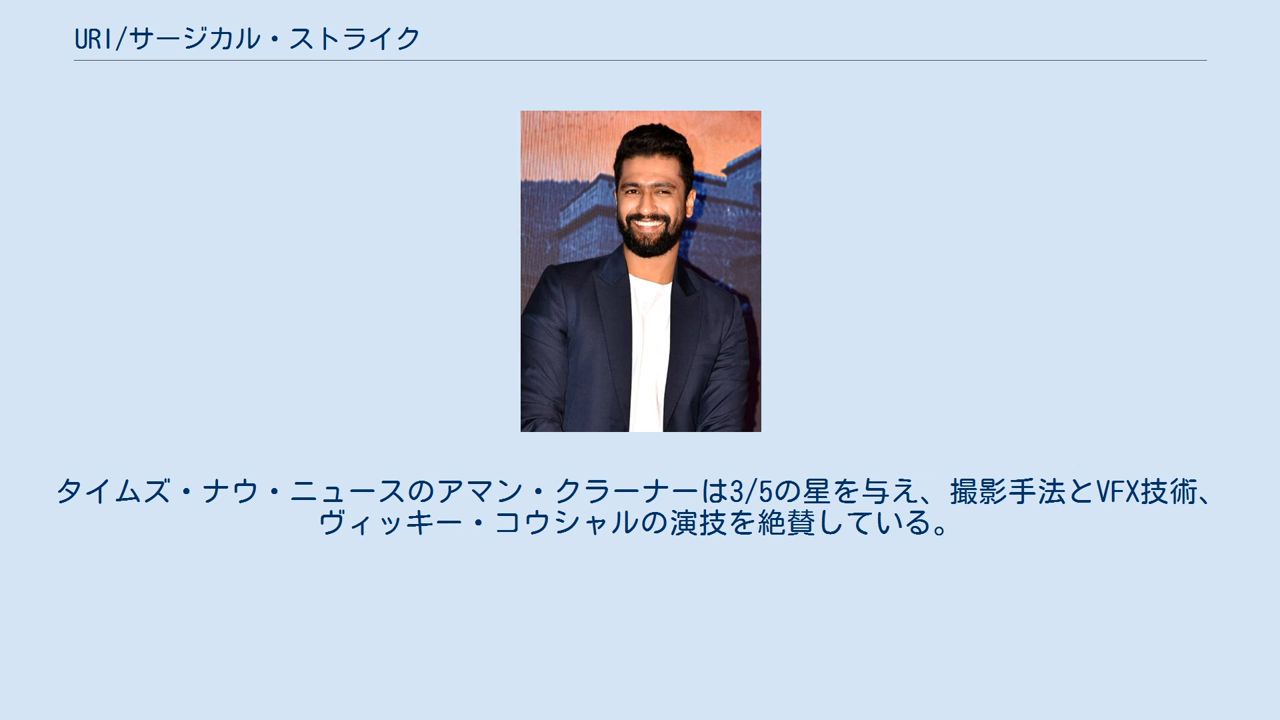 URI/サージカル・ストライク
タイムズ・ナウ・ニュースのアマン・クラーナーは3/5の星を与え、撮影手法とVFX技術、
ヴィッキー・コウシャルの演技を絶賛している。